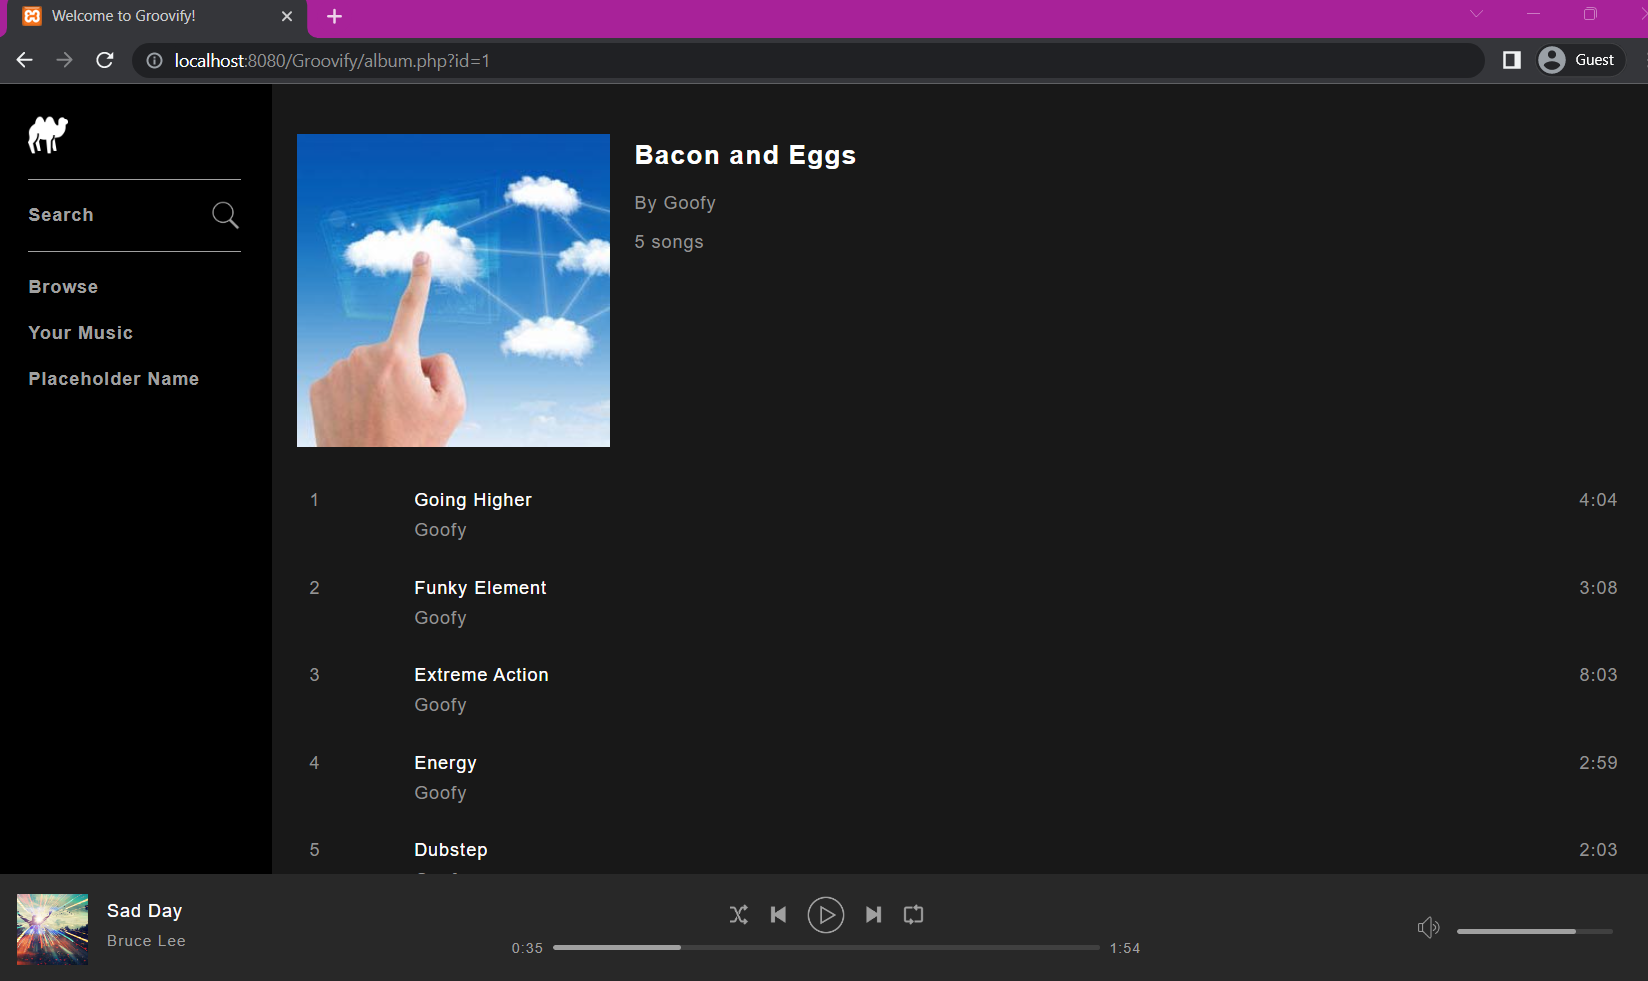 Welcome to Groovify!
localhost:8080/Groovify/album.php?id=1
Guest
Search
Browse
Your Music
Placeholder Name
Bacon and Eggs
By Goofy
5 songs
1 Going Higher 4:04
Goofy
2 Funky Element 3:08
Goofy
3 Extreme Action 8:03
Goofy
4 Energy 2:59
Goofy
5 Dubstep 2:03
Sad Day
Bruce Lee
0:35 1:54